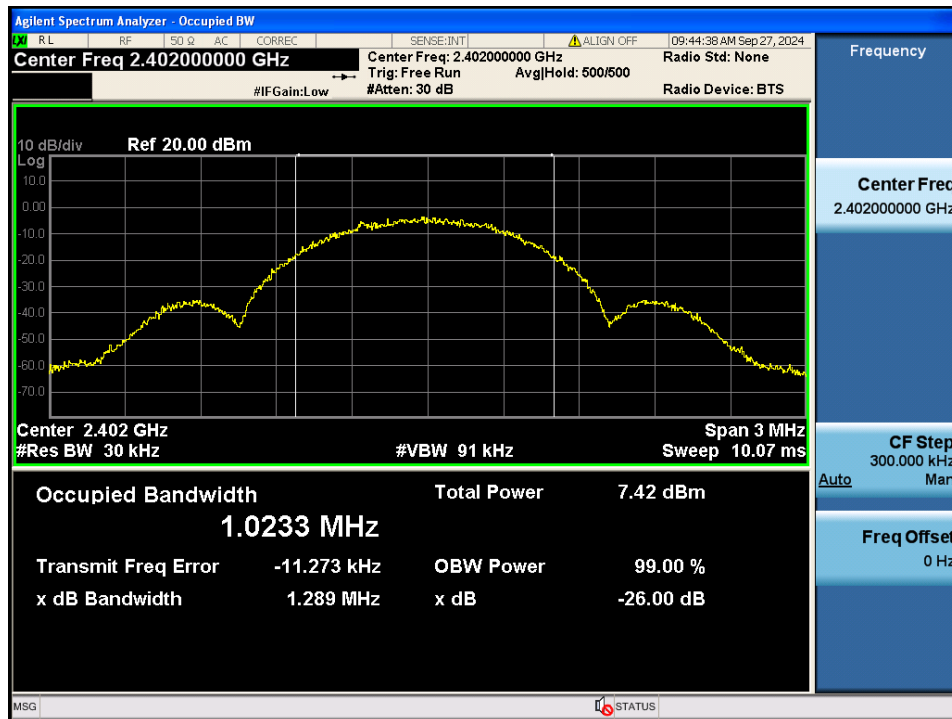 Agilent Spectrum Analyzer - Occupied BW
LXI RL RF 50 Ω AC CORREC SENSE:INT ALIGN OFF 09:44:38 AM Sep 27, 2024
Center Freq 2.402000000 GHz
Center Freq: 2.402000000 GHz Radio Std: None
Trig: Free Run Avg|Hold: 500/500
#IFGain:Low #Atten: 30 dB Radio Device: BTS
10 dB/div Ref 20.00 dBm
Log
10.0
0.00
-10.0
-20.0
-30.0
-40.0
-50.0
-60.0
-70.0
Center 2.402 GHz Span 3 MHz
#Res BW 30 kHz #VBW 91 kHz Sweep 10.07 ms
Occupied Bandwidth Total Power 7.42 dBm
1.0233 MHz
Transmit Freq Error -11.273 kHz OBW Power 99.00 %
x dB Bandwidth 1.289 MHz x dB -26.00 dB
Frequency
Center Freq
2.402000000 GHz
CF Step
300.000 kHz
Auto Man
Freq Offset
0 Hz
MSG STATUS